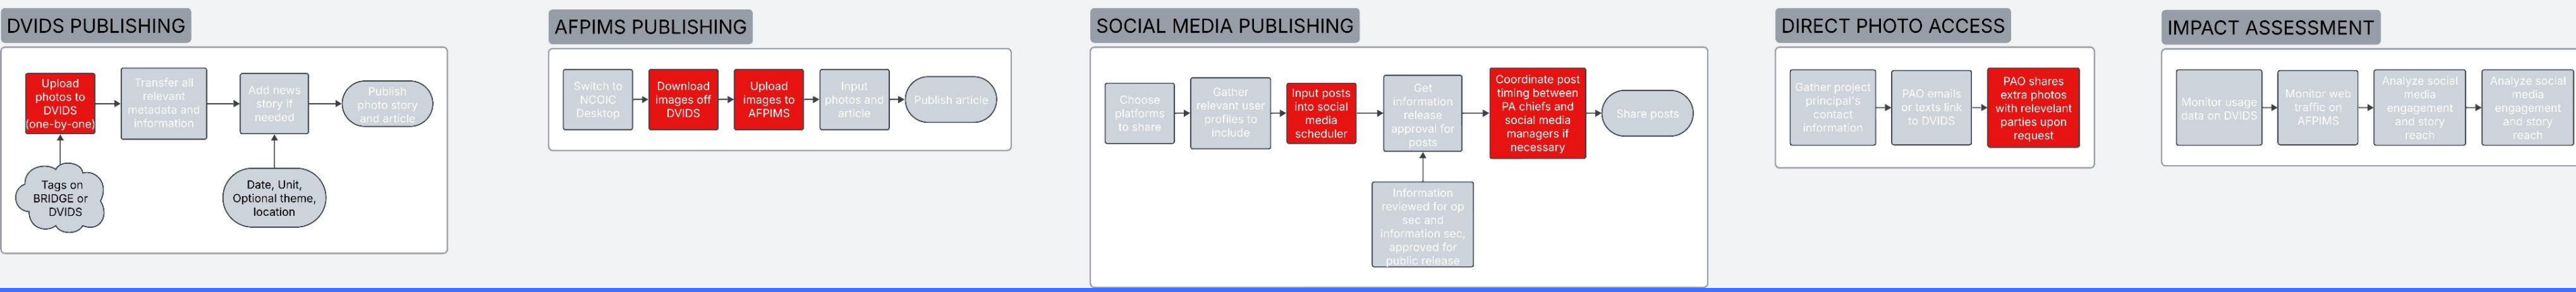 DVIDS PUBLISHING
Upload
photos to
DVIDS
(one-by-one)
Transfer all
relevant
metadata and
information
Add news
story if
needed
Publish
photo story
and article
Tags on
BRIDGE or
DVIDS
Date, Unit,
Optional theme,
location
AFPIMS PUBLISHING
Switch to
NCOIC
Desktop
Download
images off
DVIDS
Upload
images to
AFPIMS
Input
photos and
article
Publish article
SOCIAL MEDIA PUBLISHING
Choose
platforms
to share
Gather
relevant user
profiles to
include
Input posts
into social
media
scheduler
Get
information
release
approval for
posts
Coordinate post
timing between
PA chiefs and
social media
managers if
necessary
Share posts
Information
reviewed for op
sec and
information sec,
approved for
public release
DIRECT PHOTO ACCESS
Gather project
principal's
contact
information
PAO emails
or texts link
to DVIDS
PAO shares
extra photos
with relevelant
parties upon
request
IMPACT ASSESSMENT
Monitor usage
data on DVIDS
Monitor web
traffic on
AFPIMS
Analyze social
media
engagement
and story
reach
Analyze social
media
engagement
and story
reach